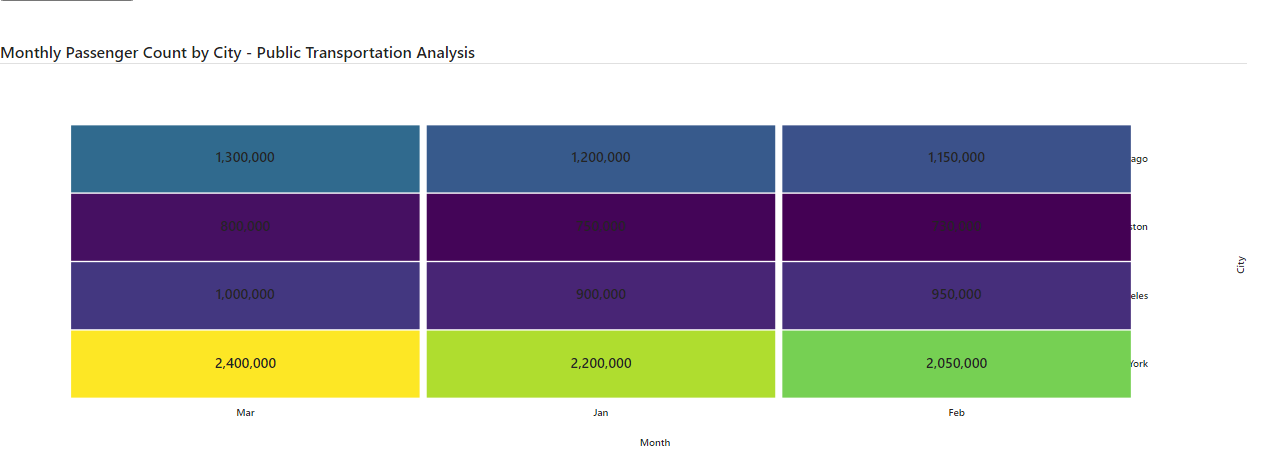 Monthly Passenger Count by City - Public Transportation Analysis
1,300,000 1,200,000 1,150,000 ago
800,000 730,000 ston
1,000,000 900,000 950,000 eles
City
2,400,000 2,200,000 2,050,000 York
Mar Jan Feb
Month